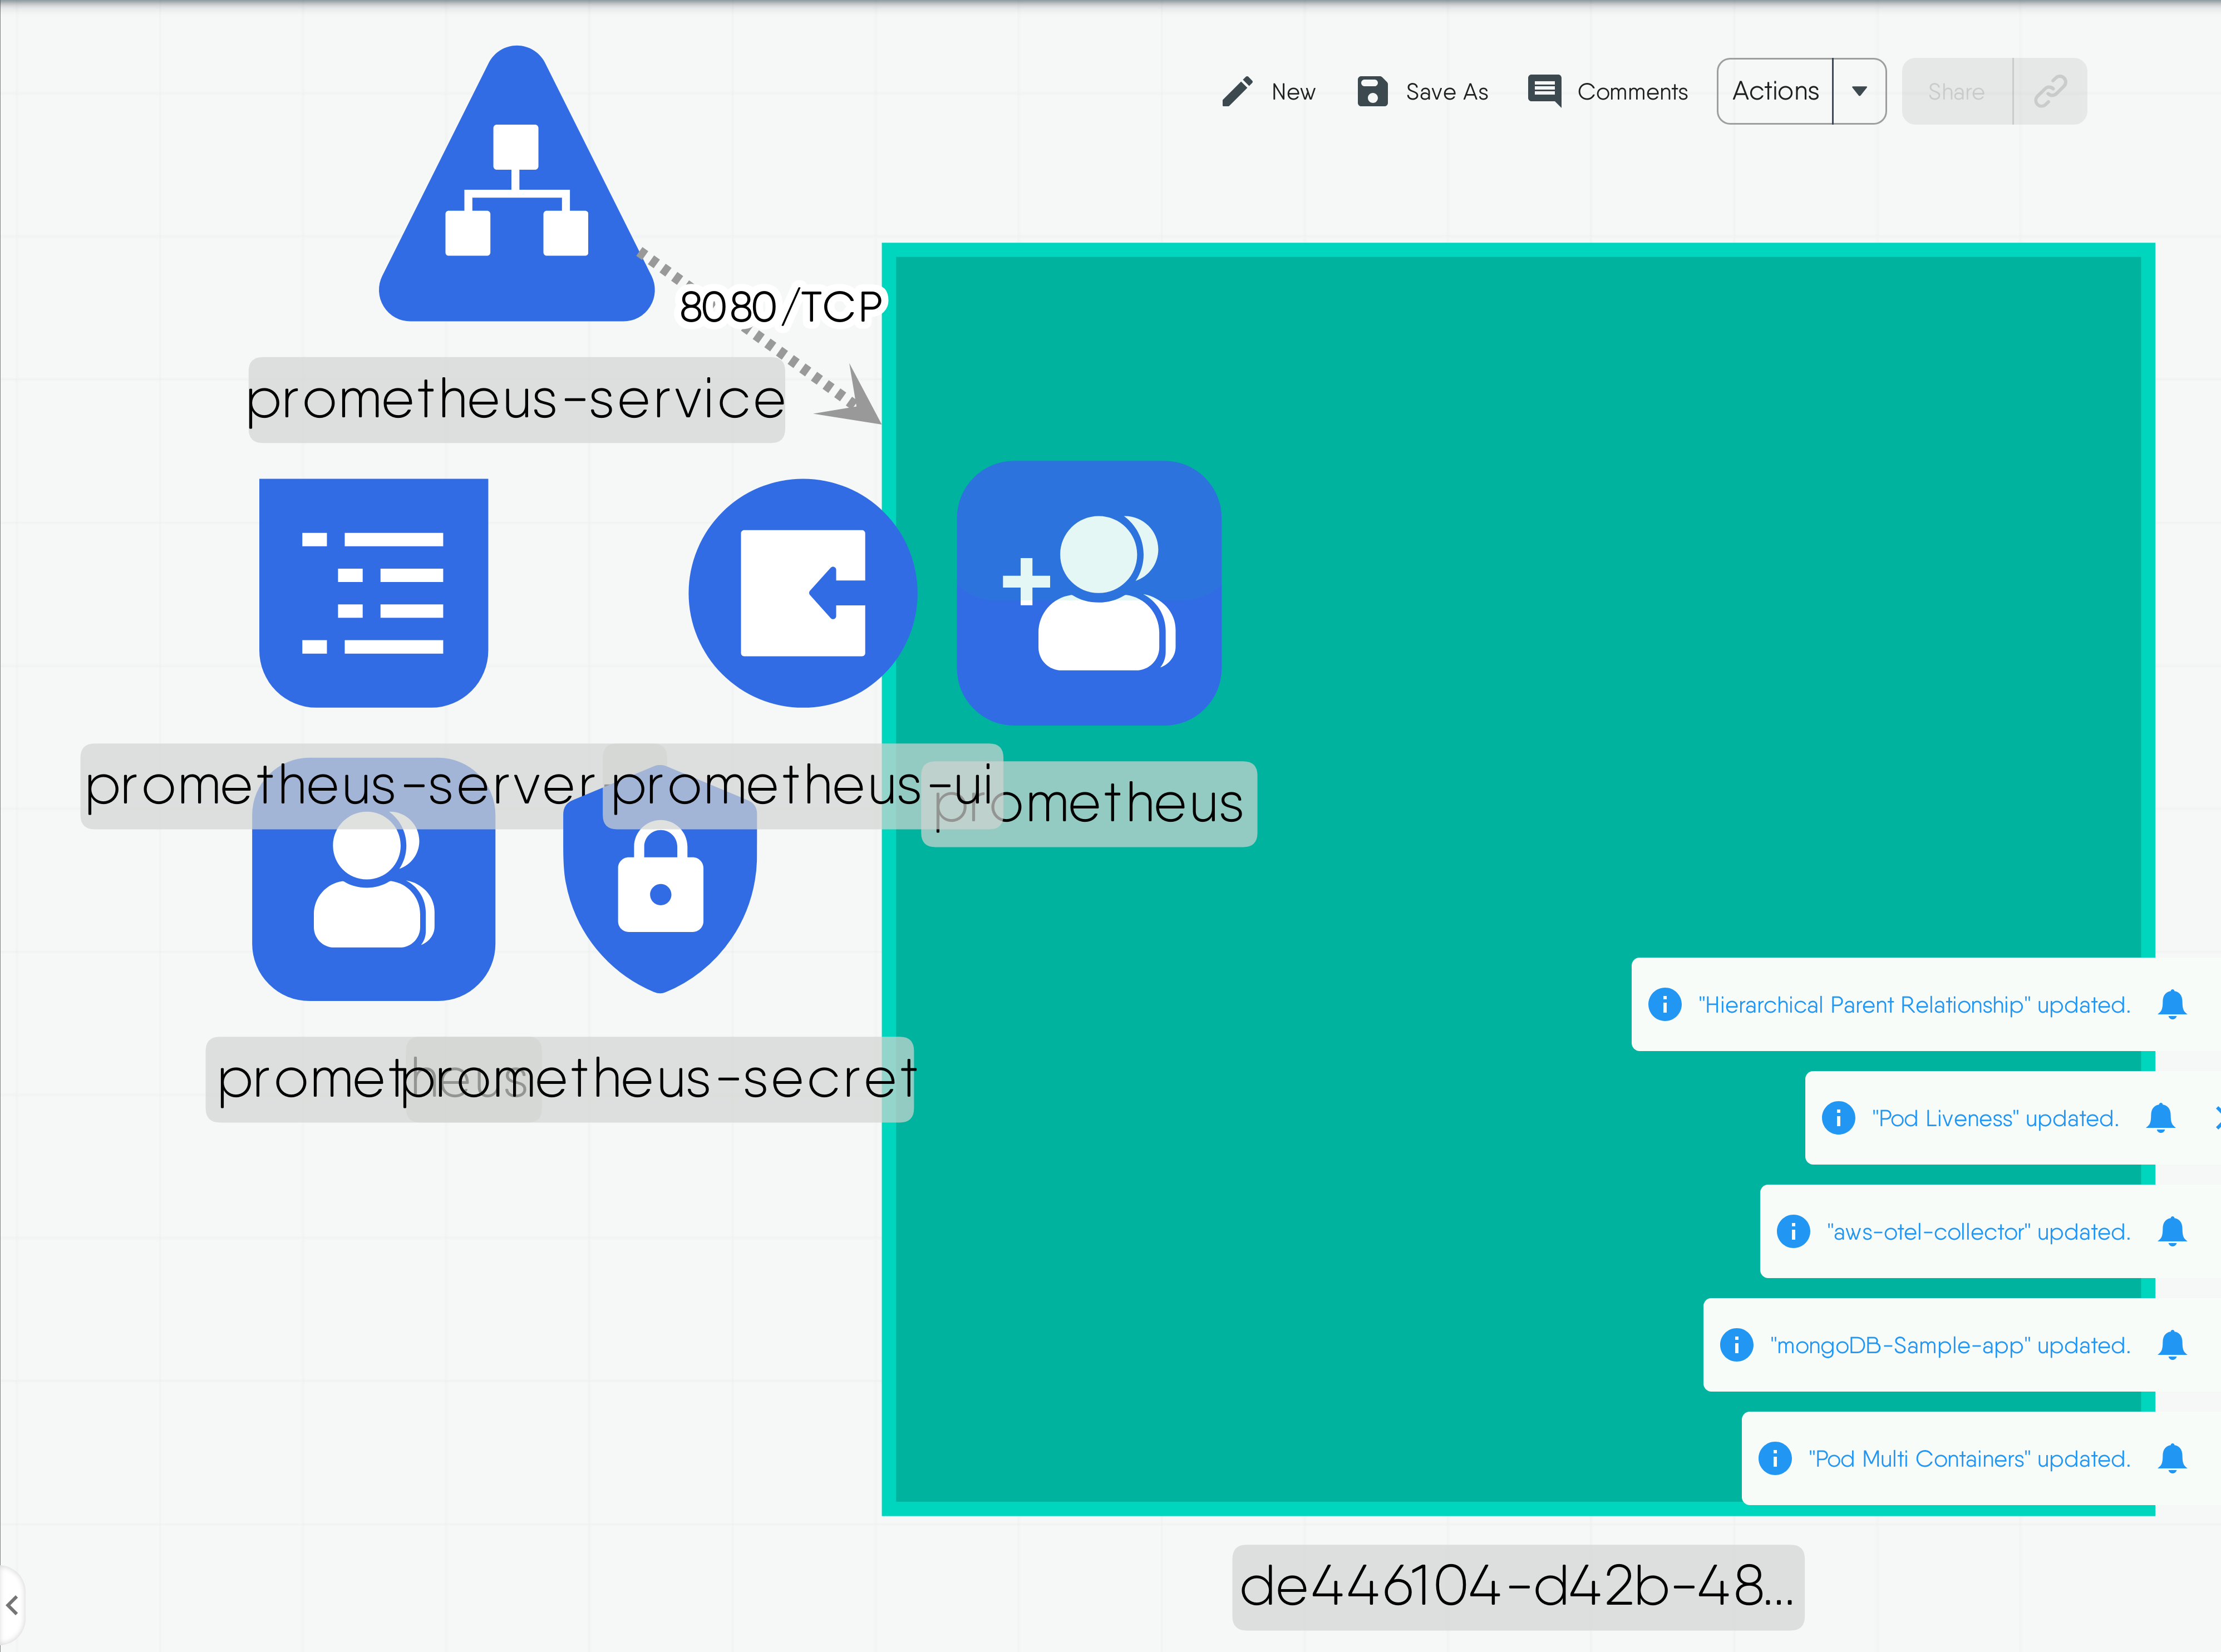 New
Save As
Comments
Actions
Share
8080/TCP
prometheus-service
prometheus-server
prometheus-ui
prometheus
prometheus
prometheus-secret
"Hierarchical Parent Relationship" updated.
"Pod Liveness" updated.
"aws-otel-collector" updated.
"mongoDB-Sample-app" updated.
"Pod Multi Containers" updated.
de446104-d42b-48...